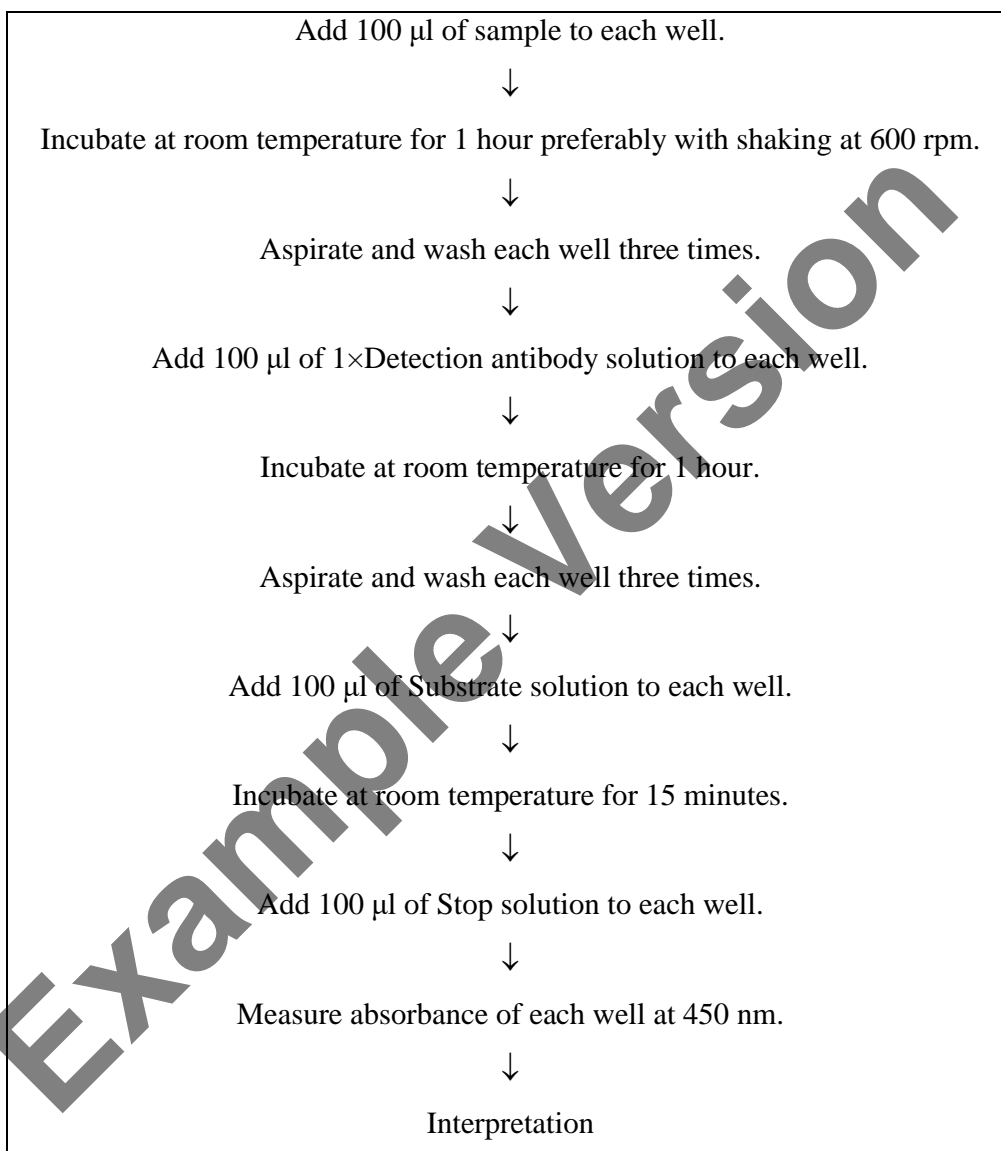 Add 100 μl of sample to each well.
↓
Incubate at room temperature for 1 hour preferably with shaking at 600 rpm.
↓
Aspirate and wash each well three times.
↓
Add 100 μl of 1×Detection antibody solution to each well.
↓
Incubate at room temperature for 1 hour.
↓
Aspirate and wash each well three times.
↓
Add 100 μl of Substrate solution to each well.
↓
Incubate at room temperature for 15 minutes.
↓
Add 100 μl of Stop solution to each well.
↓
Measure absorbance of each well at 450 nm.
↓
Interpretation
Example Version